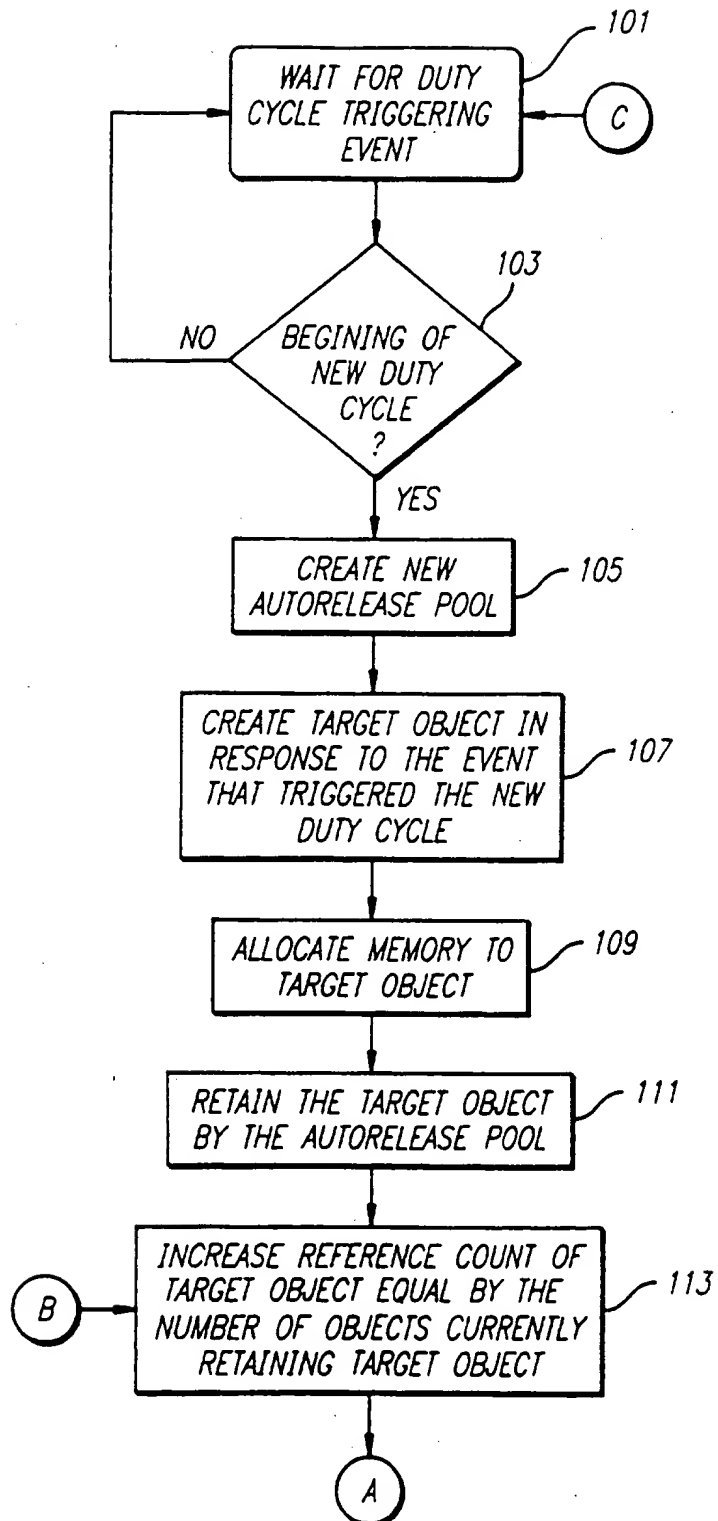 101
WAIT FOR DUTY
CYCLE TRIGGERING
EVENT
C
103
NO
BEGINING OF
NEW DUTY
CYCLE
?
YES
CREATE NEW
AUTORELEASE POOL
105
CREATE TARGET OBJECT IN
RESPONSE TO THE EVENT
THAT TRIGGERED THE NEW
DUTY CYCLE
107
ALLOCATE MEMORY TO
TARGET OBJECT
109
RETAIN THE TARGET OBJECT
BY THE AUTORELEASE POOL
111
INCREASE REFERENCE COUNT OF
TARGET OBJECT EQUAL BY THE
NUMBER OF OBJECTS CURRENTLY
RETAINING TARGET OBJECT
113
B
A